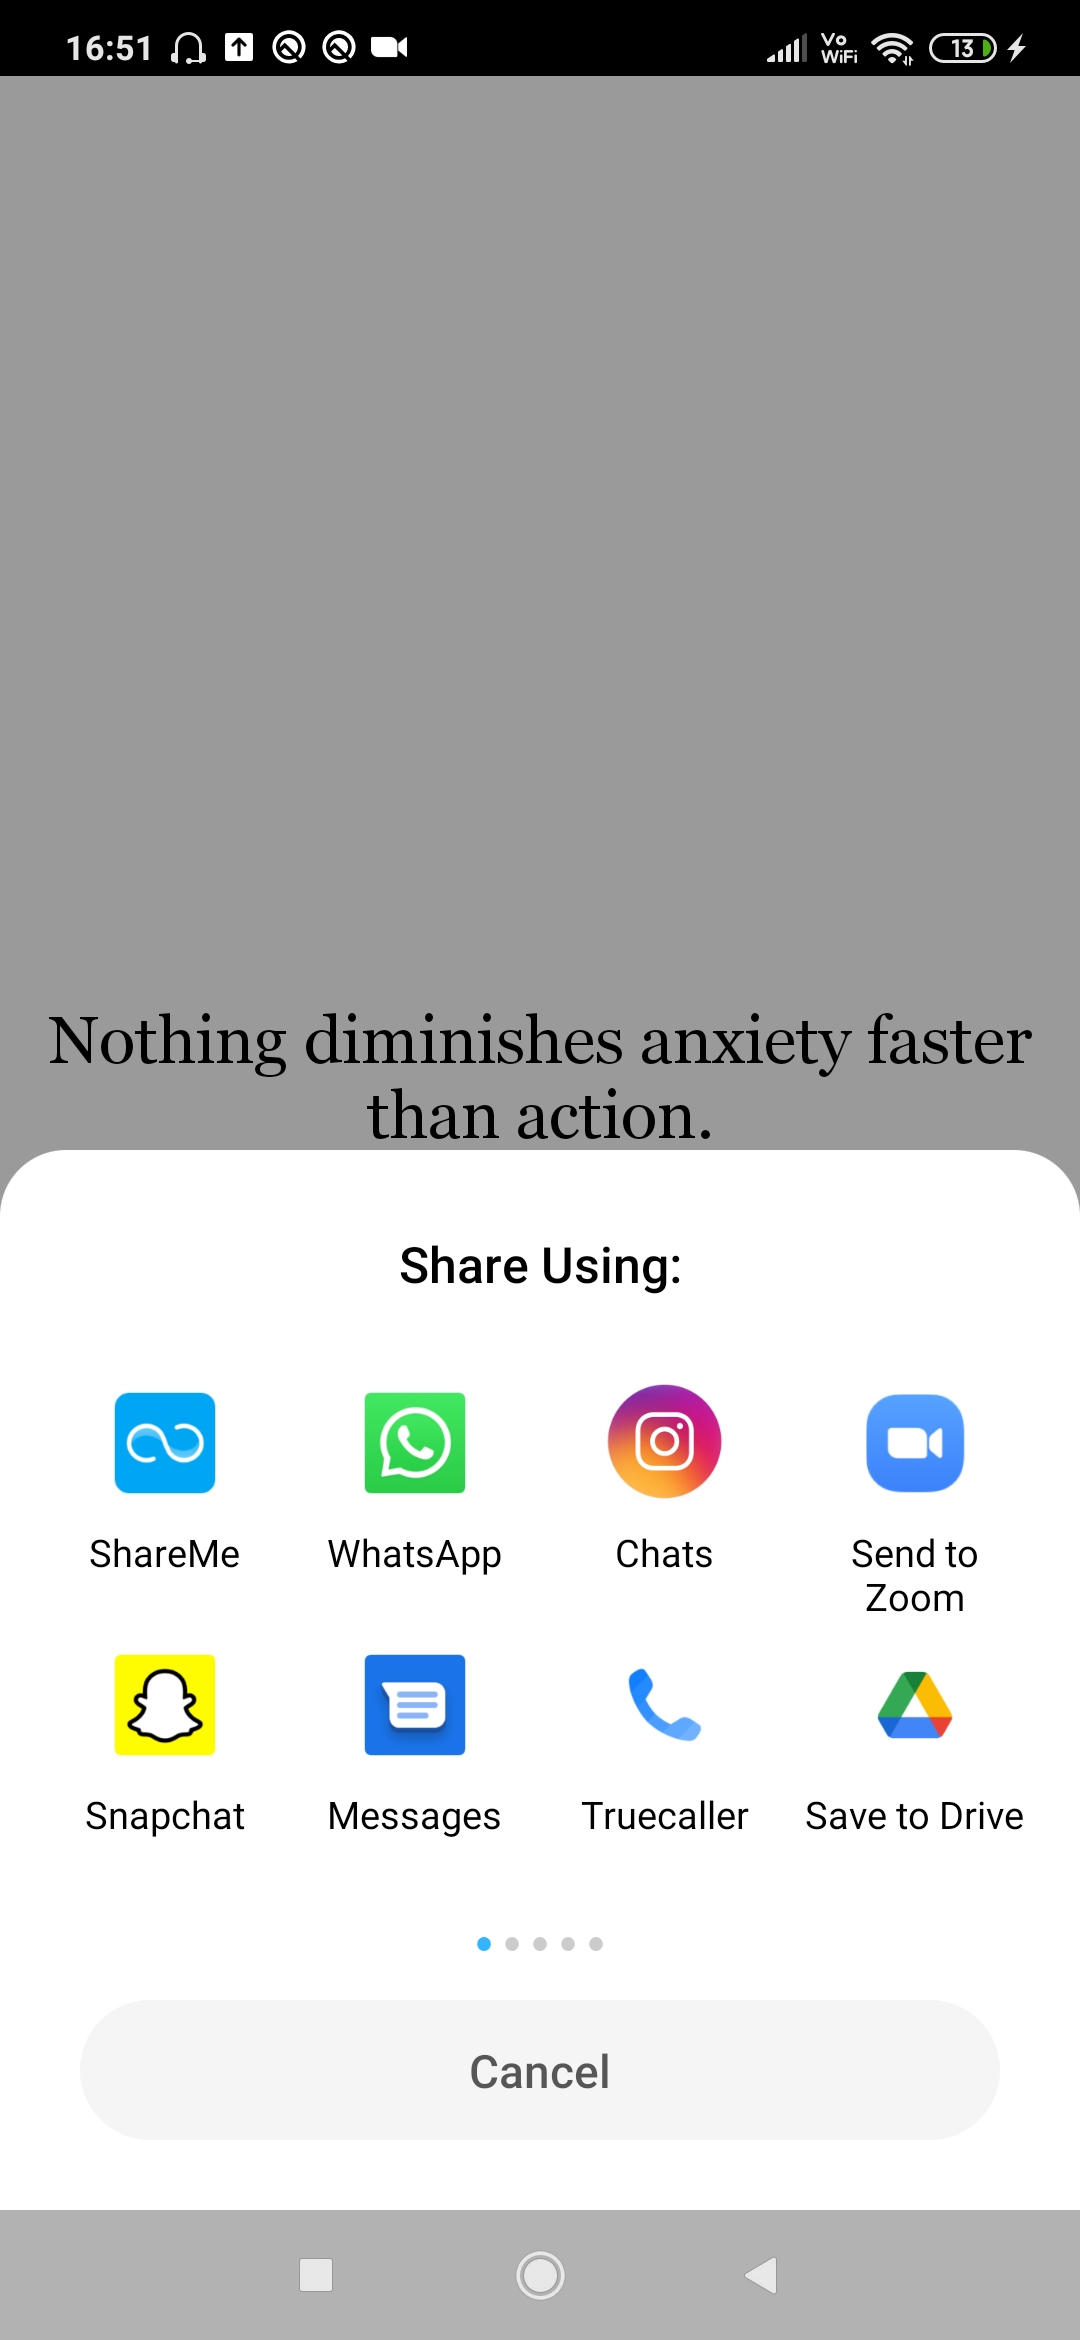 16:51
Vo
WiFi
13
Nothing diminishes anxiety faster
than action.
Share Using:
ShareMe
WhatsApp
Chats
Send to
Zoom
Snapchat
Messages
Truecaller
Save to Drive
Cancel